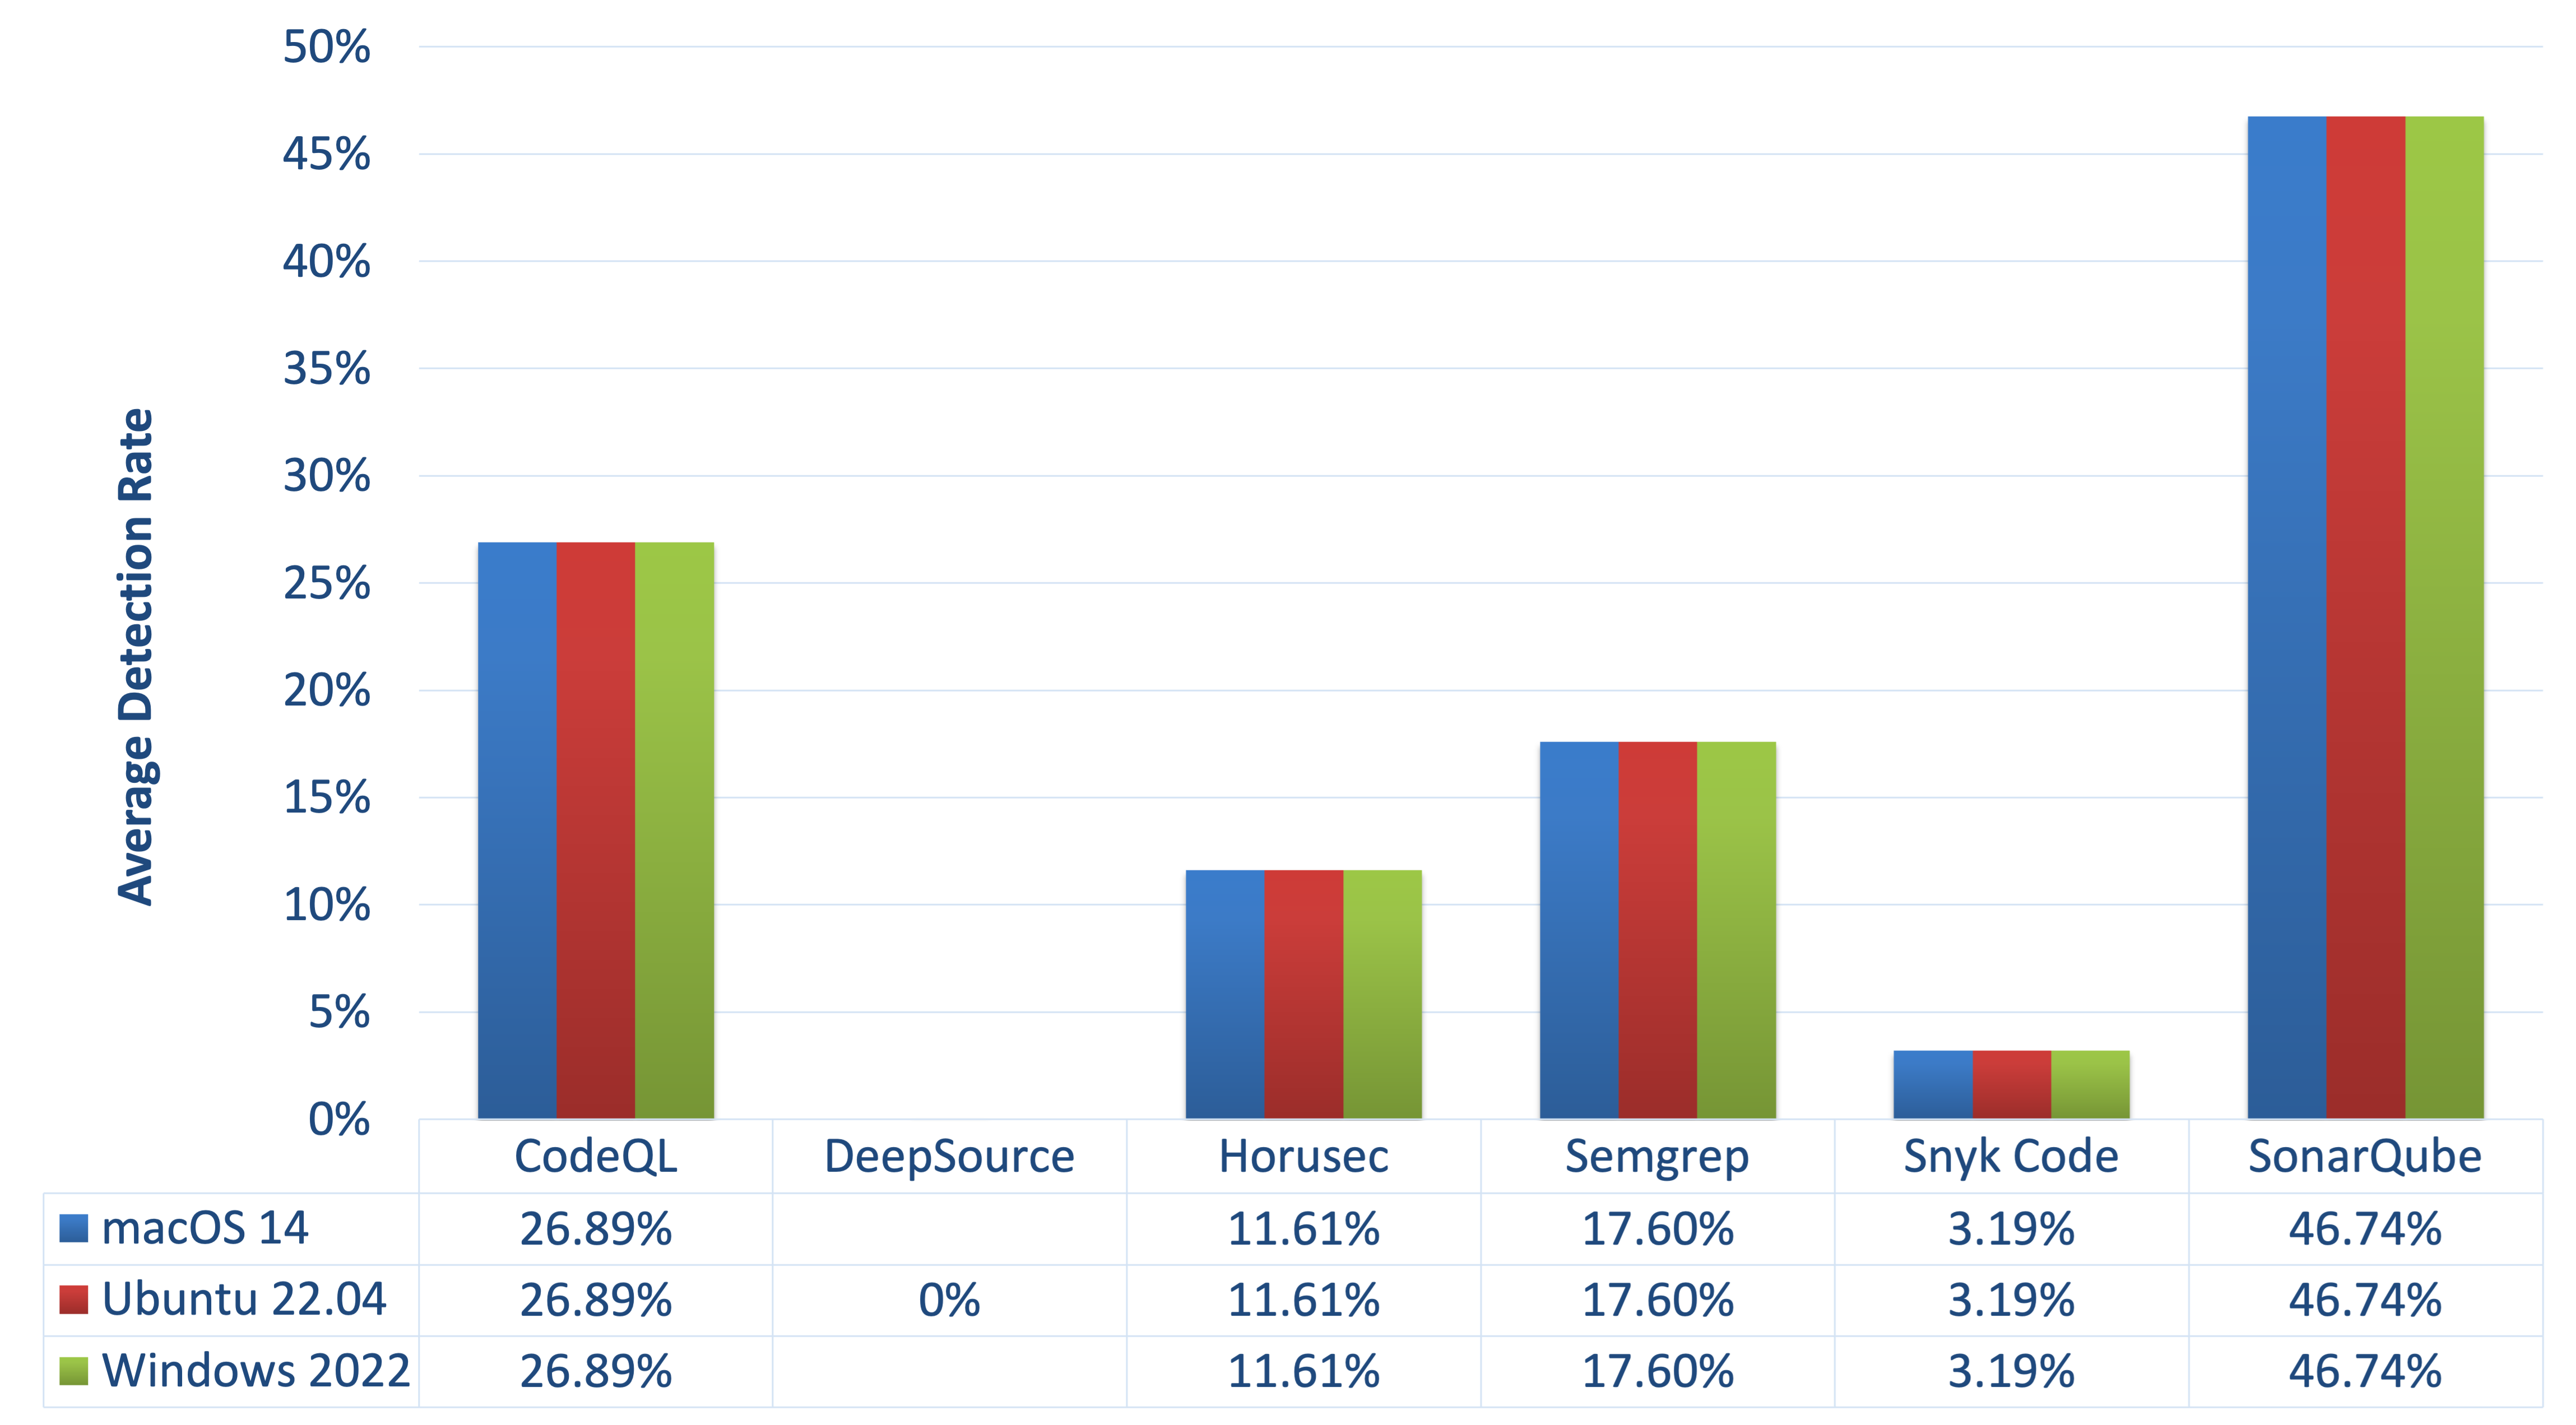 50%
45%
40%
35%
30%
25%
20%
15%
10%
5%
0%
Average Detection Rate
CodeQL DeepSource Horusec Semgrep Snyk Code SonarQube
macOS 14 26.89% 11.61% 17.60% 3.19% 46.74%
Ubuntu 22.04 26.89% 0% 11.61% 17.60% 3.19% 46.74%
Windows 2022 26.89% 11.61% 17.60% 3.19% 46.74%